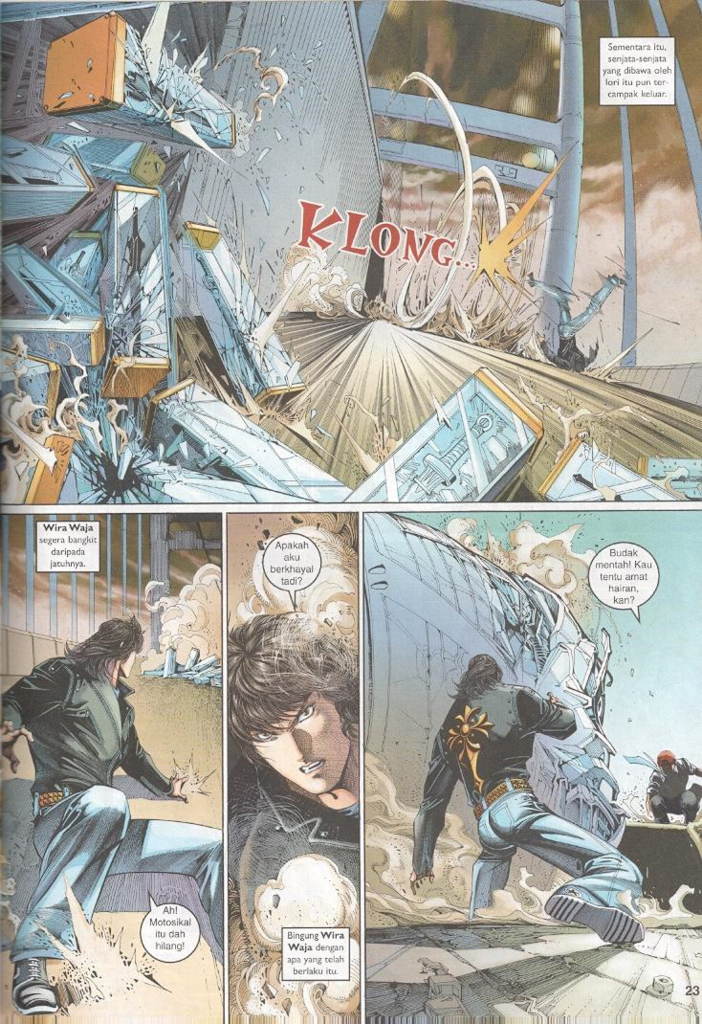 Sementara itu,
senjata-senjata
yang dibawa oleh
lori itu pun ter-
campak keluar.
KLONG...
Wira Waja
segera bangkit
daripada
jatuhnya.
Ah!
Motosikal
itu dah
hilang!
Apakah
aku
berkhayal
tadi?
Bingung Wira
Waja dengan
apa yang telah
berlaku itu.
Budak
mentah! Kau
tentu amat
hairan,
kan?
23